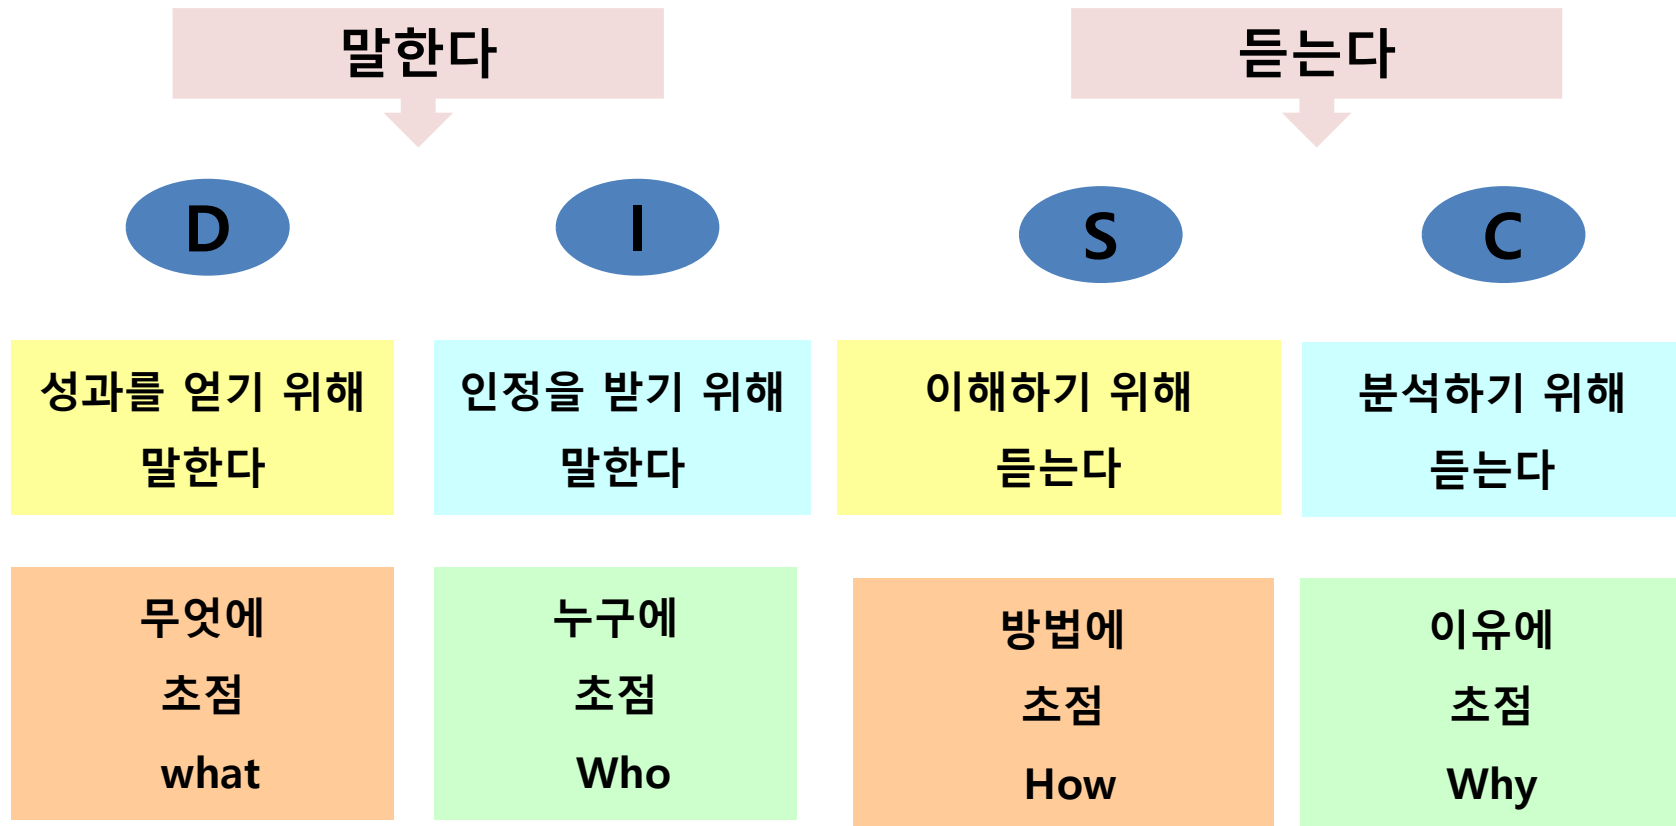 말한다
듣는다
D
I
S
C
성과를 얻기 위해
말한다
인정을 받기 위해
말한다
이해하기 위해
듣는다
분석하기 위해
듣는다
무엇에
초점
what
누구에
초점
Who
방법에
초점
How
이유에
초점
Why